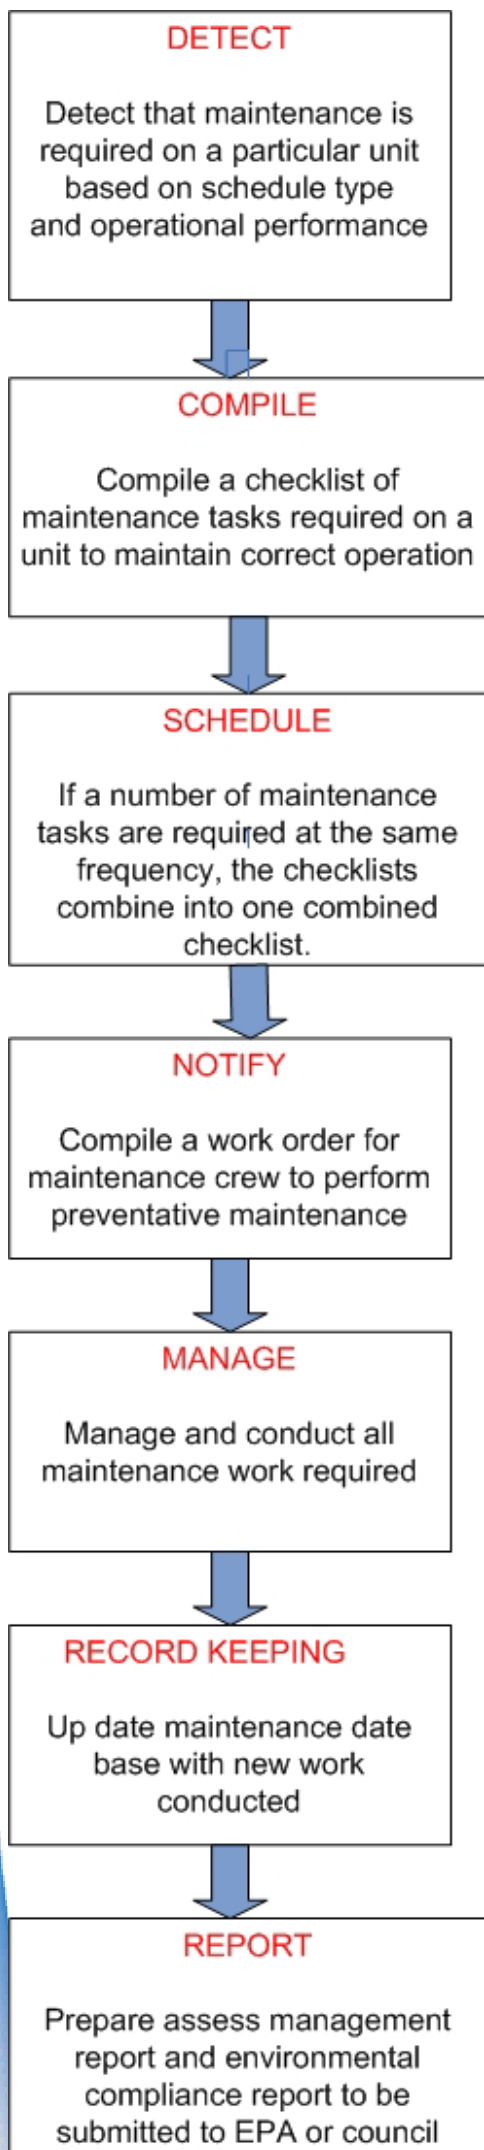 DETECT
Detect that maintenance is
required on a particular unit
based on schedule type
and operational performance
COMPILE
Compile a checklist of
maintenance tasks required on a
unit to maintain correct operation
SCHEDULE
If a number of maintenance
tasks are required at the same
frequency, the checklists
combine into one combined
checklist.
NOTIFY
Compile a work order for
maintenance crew to perform
preventative maintenance
MANAGE
Manage and conduct all
maintenance work required
RECORD KEEPING
Up date maintenance date
base with new work
conducted
REPORT
Prepare assess management
report and environmental
compliance report to be
submitted to EPA or council